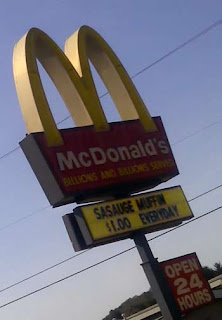 McDonald's
BILLIONS AND BILLIONS SERVED
SASAUGE MUFFIN
$1.00 EVERYDAY
OPEN
24
HOURS